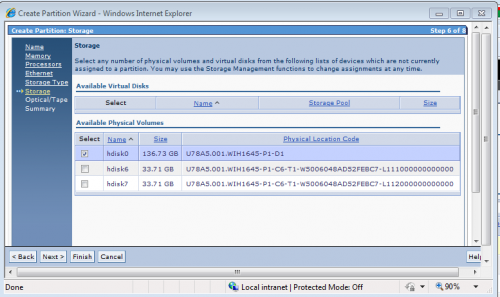 Create Partition Wizard - Windows Internet Explorer
Create Partition: Storage Step 6 of 8
Name
Memory
Processors
Ethernet
Storage Type
Storage
Optical/Tape
Summary
Storage
Select any number of physical volumes and virtual disks from the following lists of devices which are not currently
assigned to a partition. You may use the Storage Management functions to change assignments at any time.
Available Virtual Disks
Select Name ^ Storage Pool Size
Available Physical Volumes
Select Name ^ Size Physical Location Code
hdisk0 136.73 GB U78A5.001.WIH1645-P1-D1
hdisk6 33.71 GB U78A5.001.WIH1645-P1-C6-T1-W5006048AD52FEBC7-L111000000000000
hdisk7 33.71 GB U78A5.001.WIH1645-P1-C6-T1-W5006048AD52FEBC7-L112000000000000
< Back Next > Finish Cancel Help
Done Local intranet | Protected Mode: Off 90%